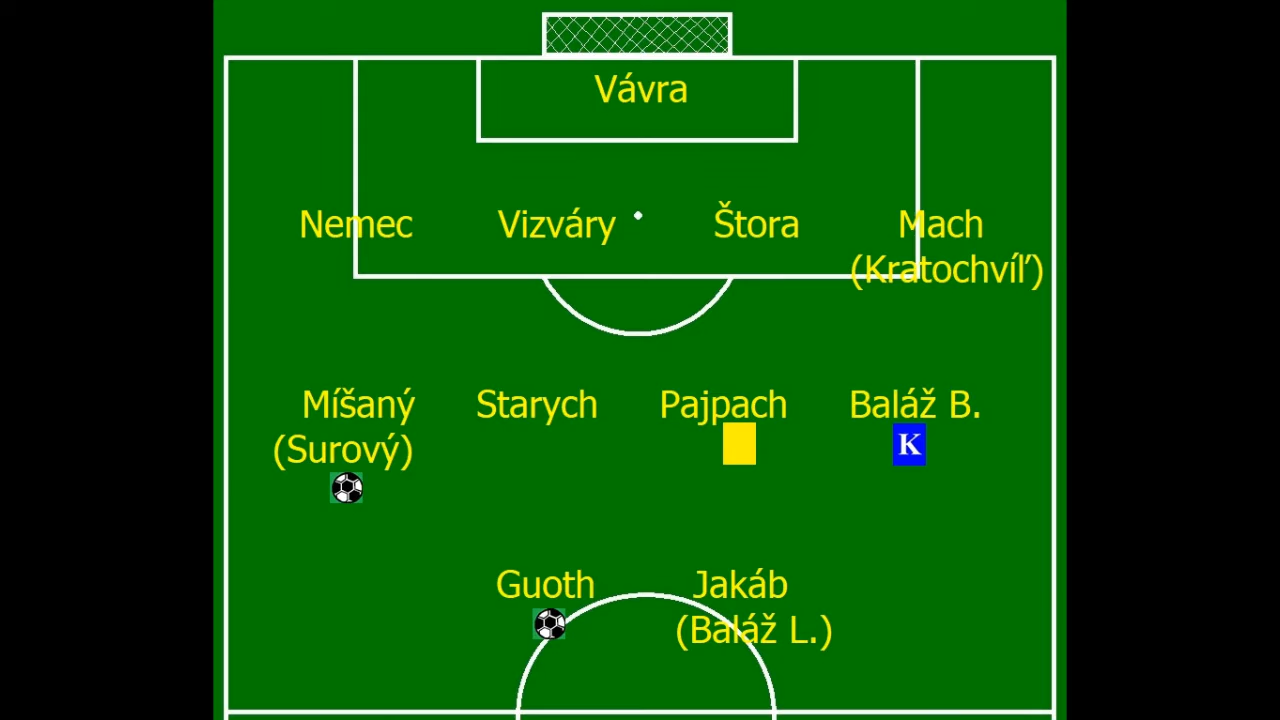 Vávra
Nemec Vizváry Štora Mach
(Kratochvíľ)
Míšaný Starych Pajpach Baláž B.
(Surový) K
Guoth Jakáb
(Baláž L.)